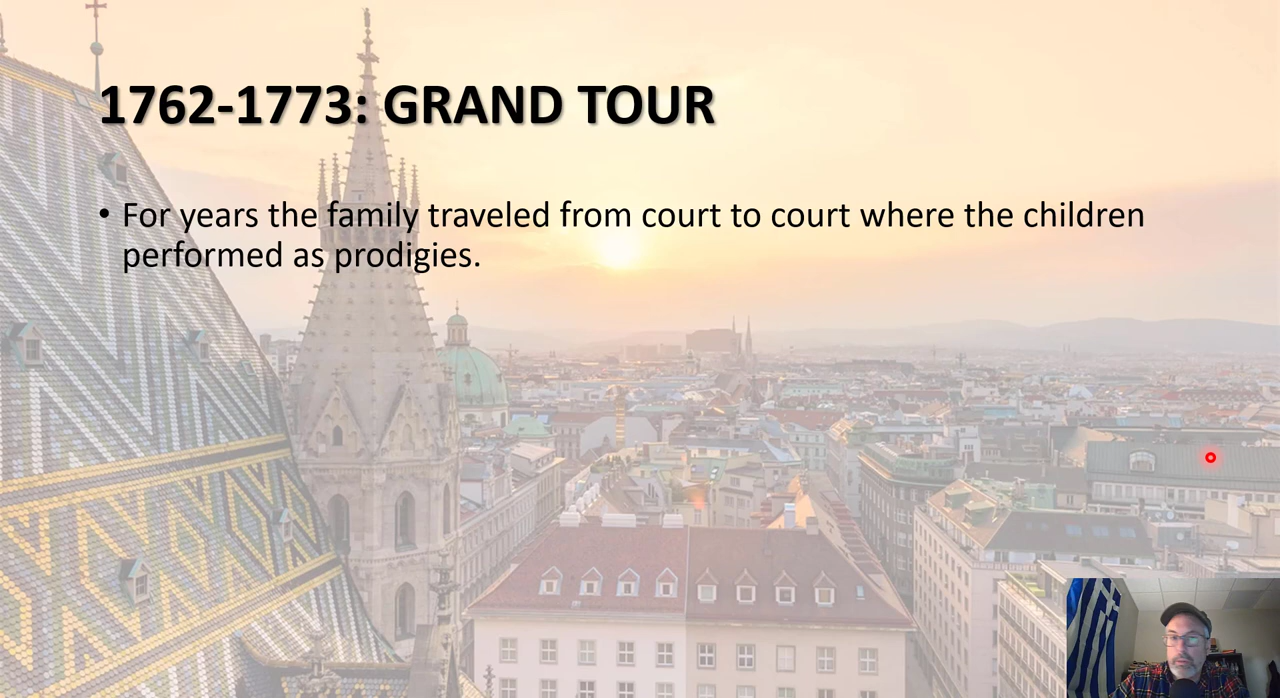 1762-1773: GRAND TOUR
• For years the family traveled from court to court where the children
performed as prodigies.